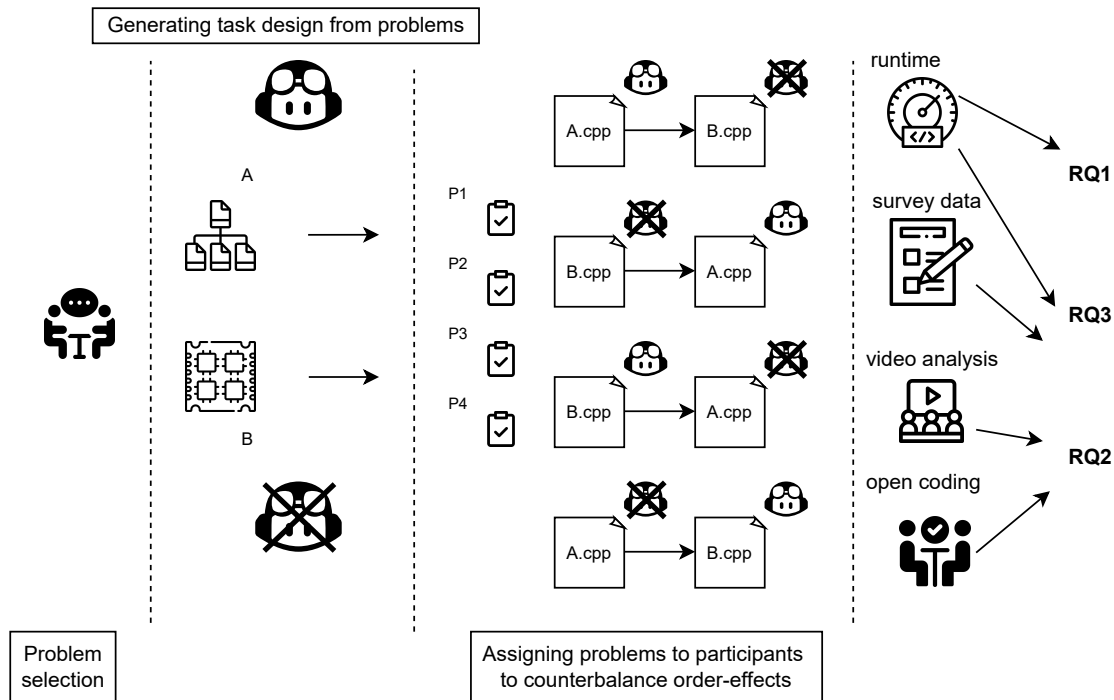 Generating task design from problems
A
B
P1
P2
P3
P4
A.cpp
B.cpp
B.cpp
A.cpp
B.cpp
A.cpp
A.cpp
B.cpp
runtime
</>
survey data
video analysis
open coding
RQ1
RQ3
RQ2
Problem
selection
Assigning problems to participants
to counterbalance order-effects